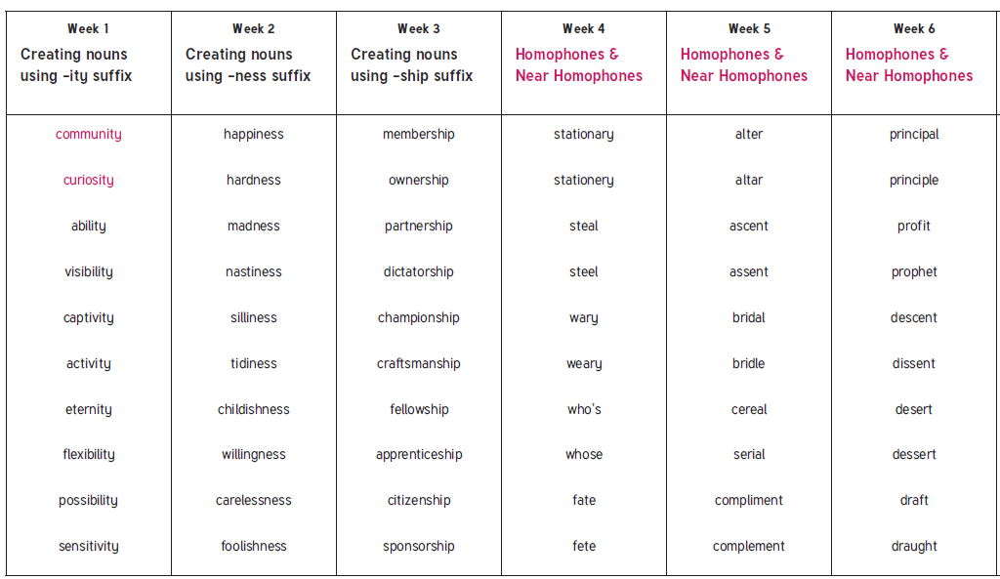 Week 1
Creating nouns
using –ity suffix
community
curiosity
ability
visibility
captivity
activity
eternity
flexibility
possibility
sensitivity
Week 2
Creating nouns
using –ness suffix
happiness
hardness
madness
nastiness
silliness
tidiness
childishness
willingness
carelessness
foolishness
Week 3
Creating nouns
using –ship suffix
membership
ownership
partnership
dictatorship
championship
craftsmanship
fellowship
apprenticeship
citizenship
sponsorship
Week 4
Homophones &
Near Homophones
stationary
stationery
steal
steel
wary
weary
who's
whose
fate
fete
Week 5
Homophones &
Near Homophones
alter
altar
ascent
assent
bridal
bridle
cereal
serial
compliment
complement
Week 6
Homophones &
Near Homophones
principal
principle
profit
prophet
descent
dissent
desert
dessert
draft
draught